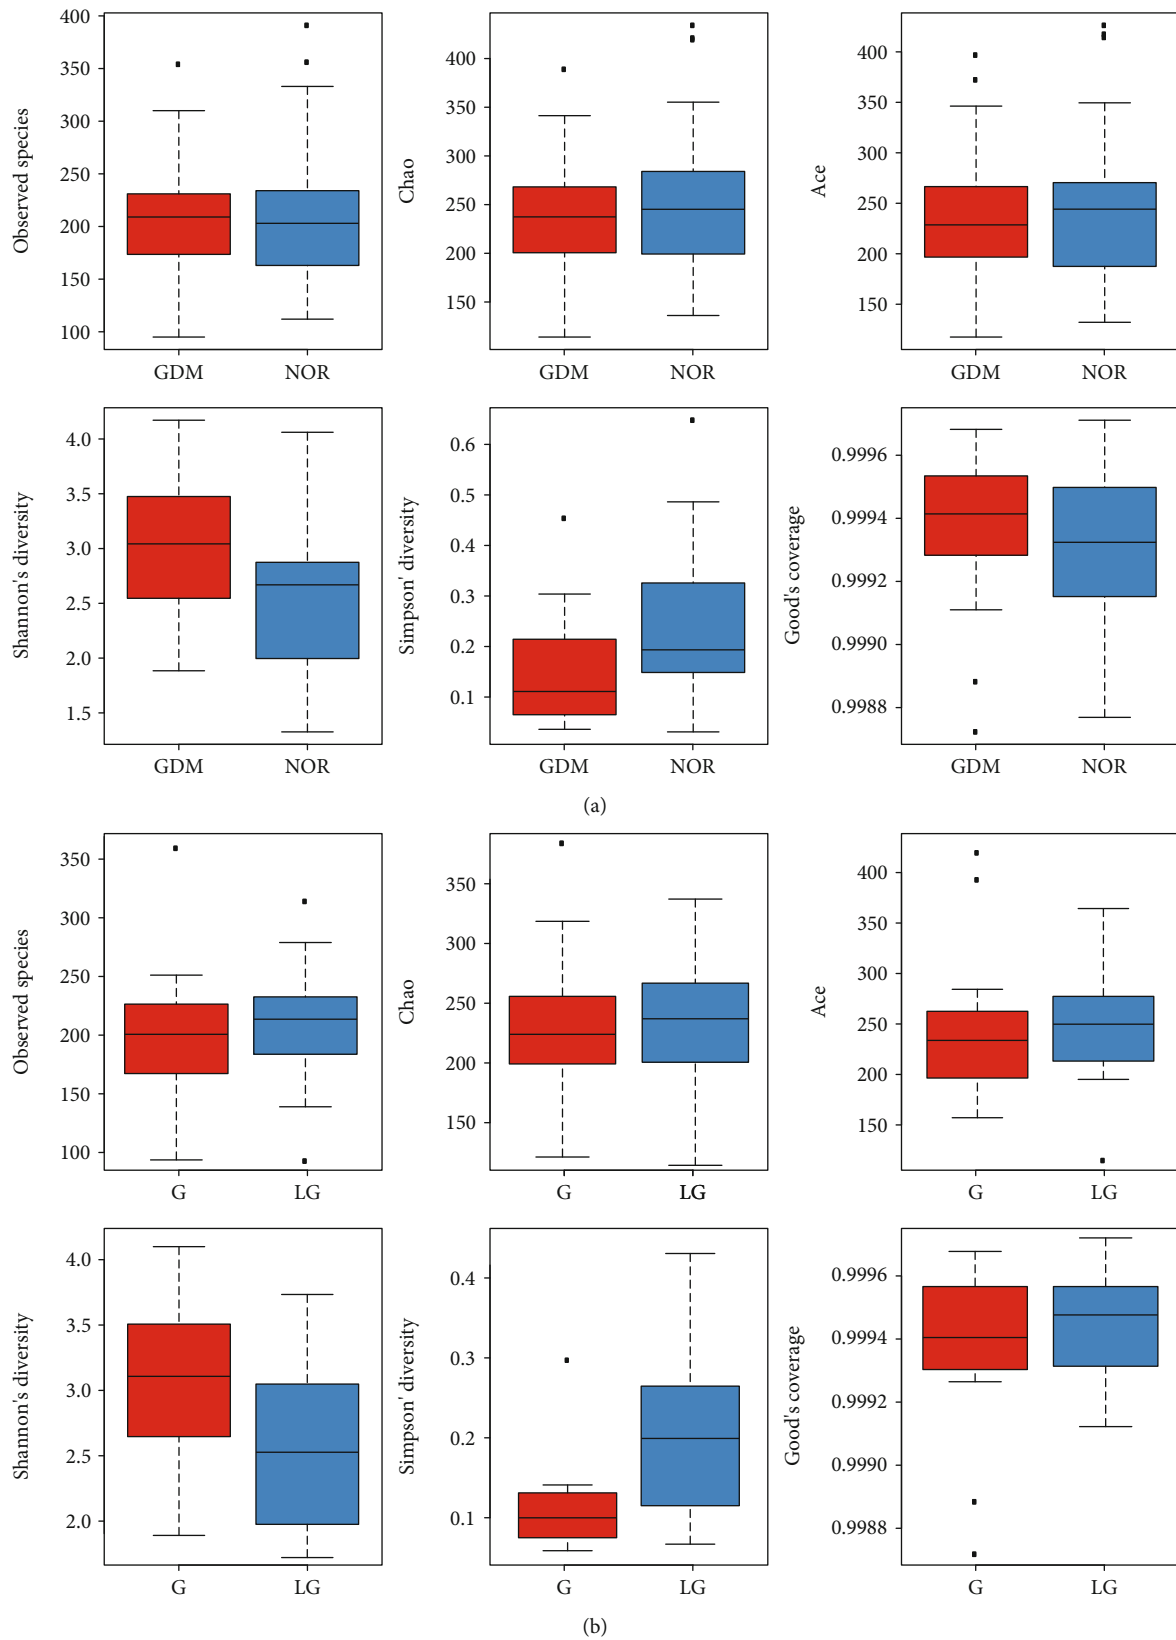 Observed species
400
350
300
250
200
150
100
GDM NOR
Chao
400
350
300
250
200
150
GDM NOR
Ace
400
350
300
250
200
150
GDM NOR
Shannon's diversity
4.0
3.5
3.0
2.5
2.0
1.5
GDM NOR
Simpson' diversity
0.6
0.5
0.4
0.3
0.2
0.1
GDM NOR
Good's coverage
0.9996
0.9994
0.9992
0.9990
0.9988
GDM NOR
(a)
Observed species
350
300
250
200
150
100
G LG
Chao
350
300
250
200
150
G LG
Ace
400
350
300
250
200
150
G LG
Shannon's diversity
4.0
3.5
3.0
2.5
2.0
G LG
Simpson' diversity
0.4
0.3
0.2
0.1
G LG
Good's coverage
0.9996
0.9994
0.9992
0.9990
0.9988
G LG
(b)